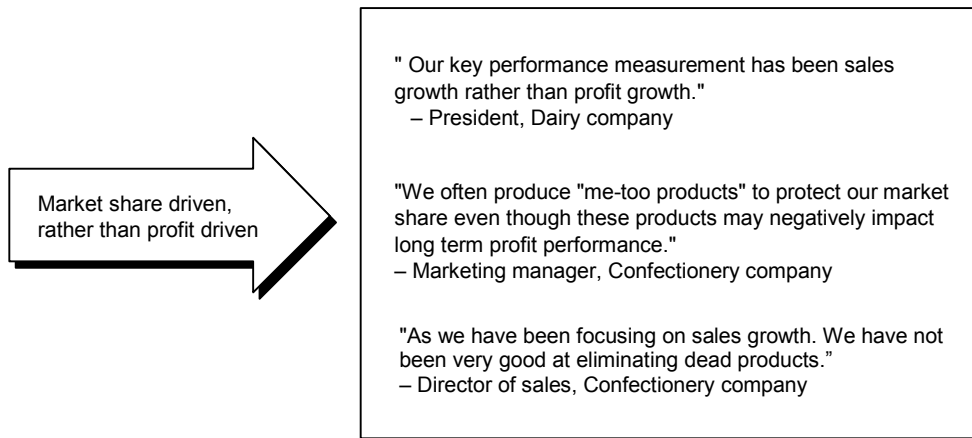 Market share driven,
rather than profit driven
" Our key performance measurement has been sales
growth rather than profit growth."
– President, Dairy company
"We often produce "me-too products" to protect our market
share even though these products may negatively impact
long term profit performance."
– Marketing manager, Confectionery company
"As we have been focusing on sales growth. We have not
been very good at eliminating dead products.”
– Director of sales, Confectionery company